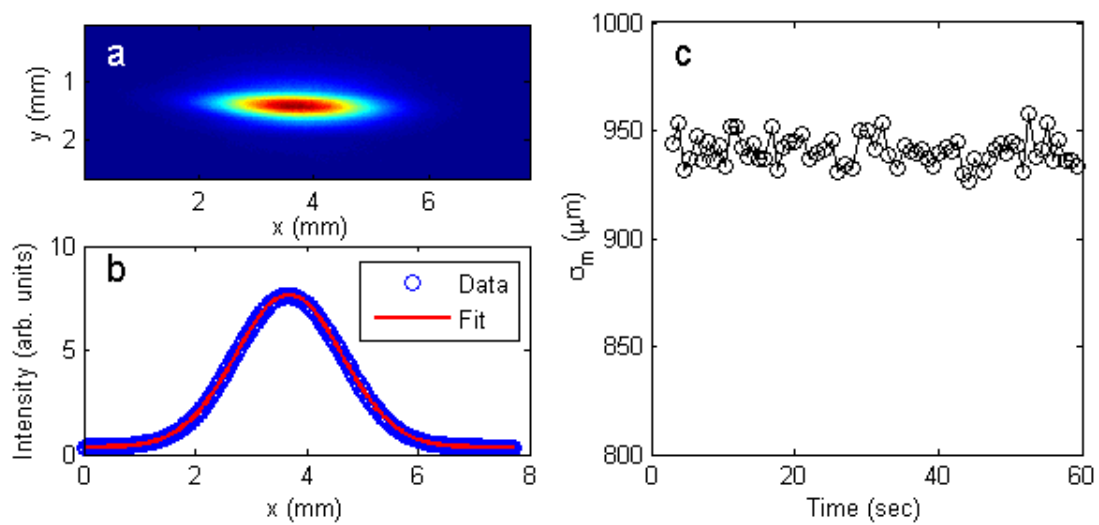 a
y (mm)
1
2
2 4 6
x (mm)
b
Intensity (arb. units)
10
5
0
Data
Fit
0 2 4 6 8
x (mm)
c
σm (μm)
1000
950
900
850
800
0 20 40 60
Time (sec)